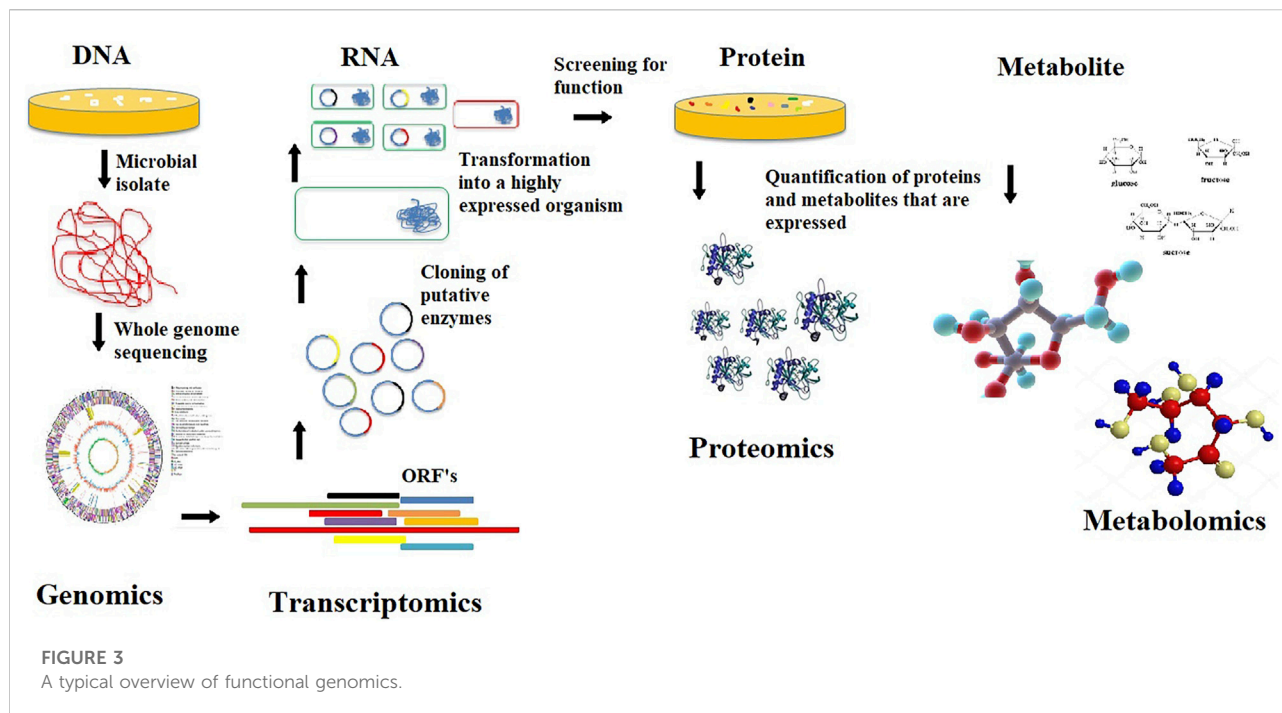 DNA
Microbial
isolate
Whole genome
sequencing
Genomics
RNA
Transformation
into a highly
expressed organism
Cloning of
putative
enzymes
ORF's
Transcriptomics
Screening for
function
Protein
Quantification of proteins
and metabolites that are
expressed
Proteomics
Metabolite
glucose
fructose
sucrose
Metabolomics
FIGURE 3
A typical overview of functional genomics.